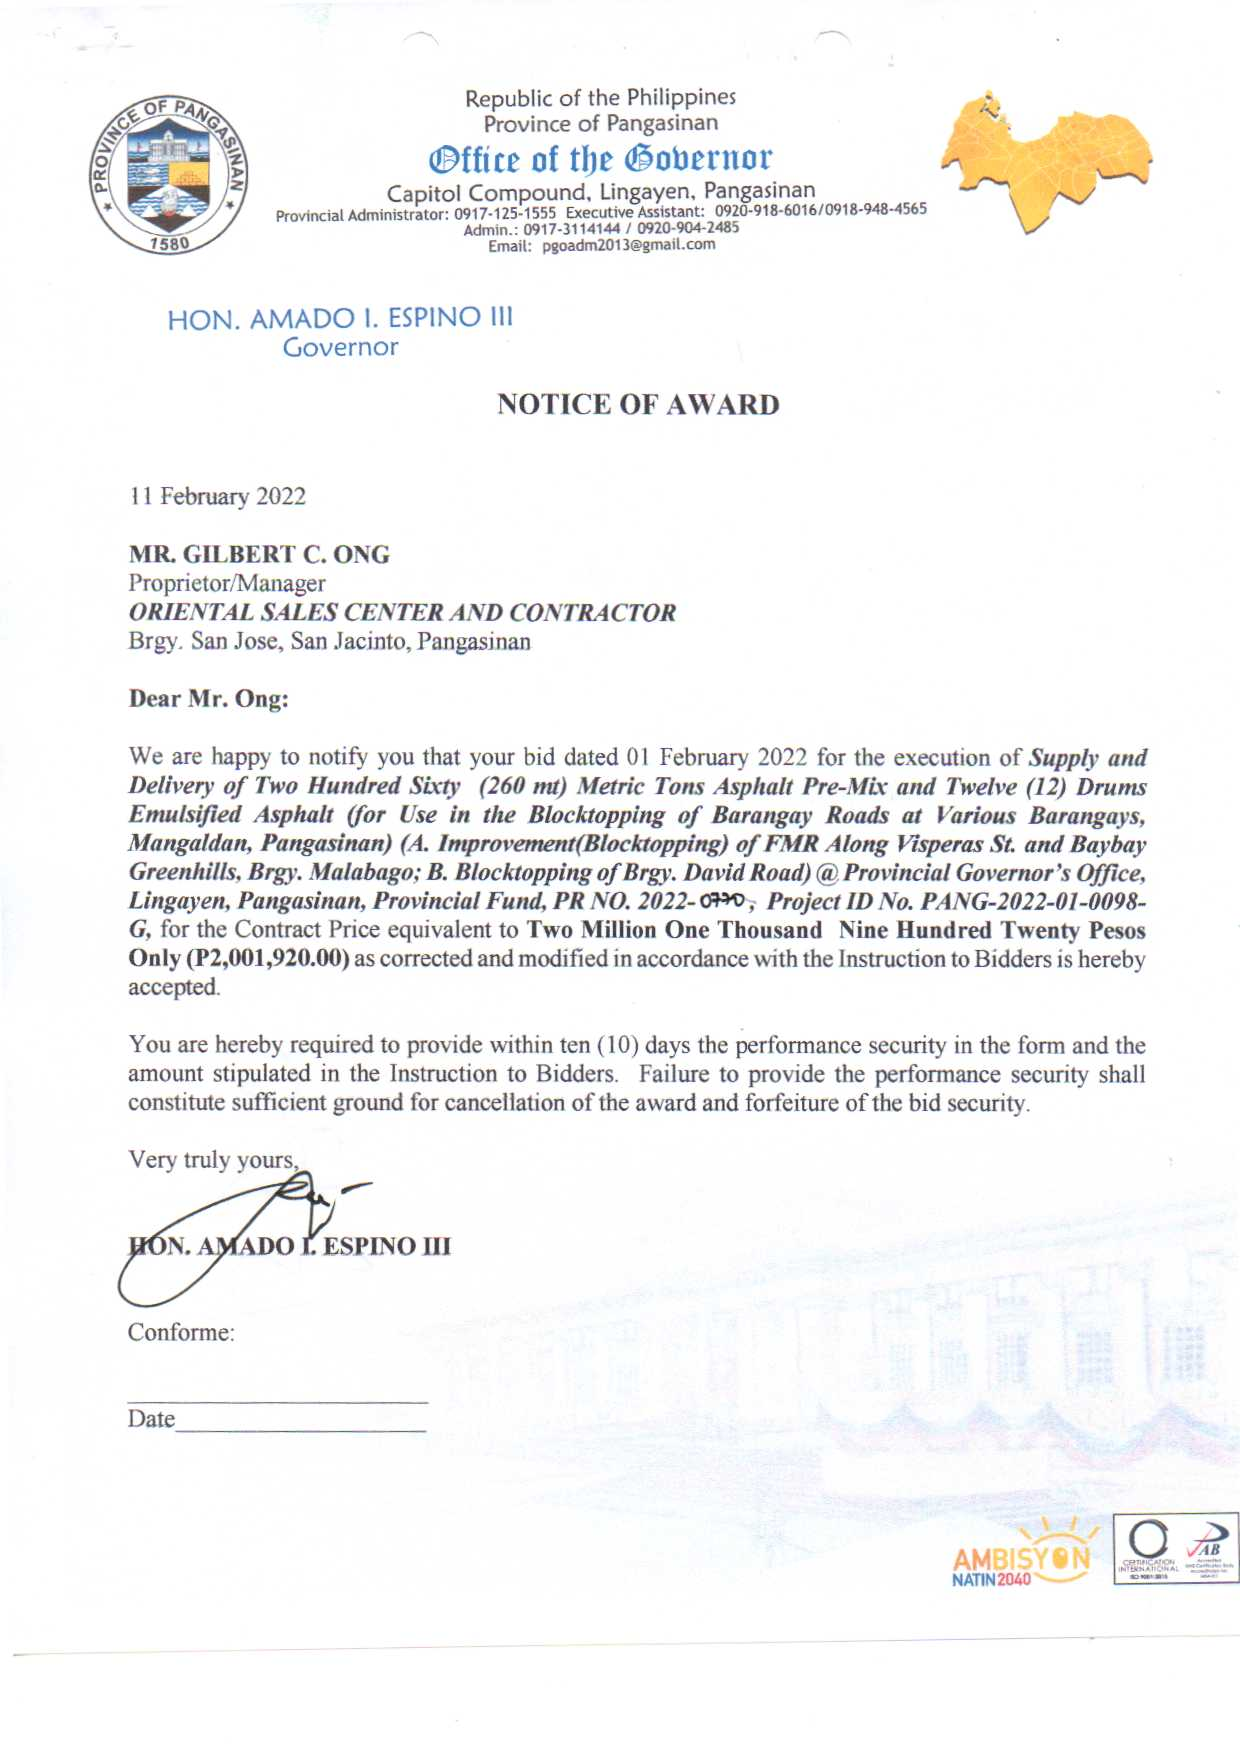 Republic of the Philippines
Province of Pangasinan
Office of the Governor
Capitol Compound, Lingayen, Pangasinan
Provincial Administrator: 0917-125-1555 Executive Assistant: 0920-918-6016/0918-948-4565
Admin.: 0917-3114144 / 0920-904-2485
Email: pgoadm2013@gmail.com
PROVINCE OF PANGASINAN
1580
HON. AMADO I. ESPINO III
Governor
NOTICE OF AWARD
11 February 2022
MR. GILBERT C. ONG
Proprietor/Manager
ORIENTAL SALES CENTER AND CONTRACTOR
Brgy. San Jose, San Jacinto, Pangasinan
Dear Mr. Ong:
We are happy to notify you that your bid dated 01 February 2022 for the execution of Supply and
Delivery of Two Hundred Sixty (260 mt) Metric Tons Asphalt Pre-Mix and Twelve (12) Drums
Emulsified Asphalt (for Use in the Blocktopping of Barangay Roads at Various Barangays,
Mangaldan, Pangasinan) (A. Improvement(Blocktopping) of FMR Along Visperas St. and Baybay
Greenhills, Brgy. Malabago; B. Blocktopping of Brgy. David Road) @ Provincial Governor's Office,
Lingayen, Pangasinan, Provincial Fund, PR NO. 2022- , Project ID No. PANG-2022-01-0098-
G, for the Contract Price equivalent to Two Million One Thousand Nine Hundred Twenty Pesos
Only (P2,001,920.00) as corrected and modified in accordance with the Instruction to Bidders is hereby
accepted.
You are hereby required to provide within ten (10) days the performance security in the form and the
amount stipulated in the Instruction to Bidders. Failure to provide the performance security shall
constitute sufficient ground for cancellation of the award and forfeiture of the bid security.
Very truly yours,
HON. AMADO I. ESPINO III
Conforme:
Date
AMBISYON
NATIN 2040
CERTIFICATION
INTERNATIONAL
ISO 9001:2015
AB